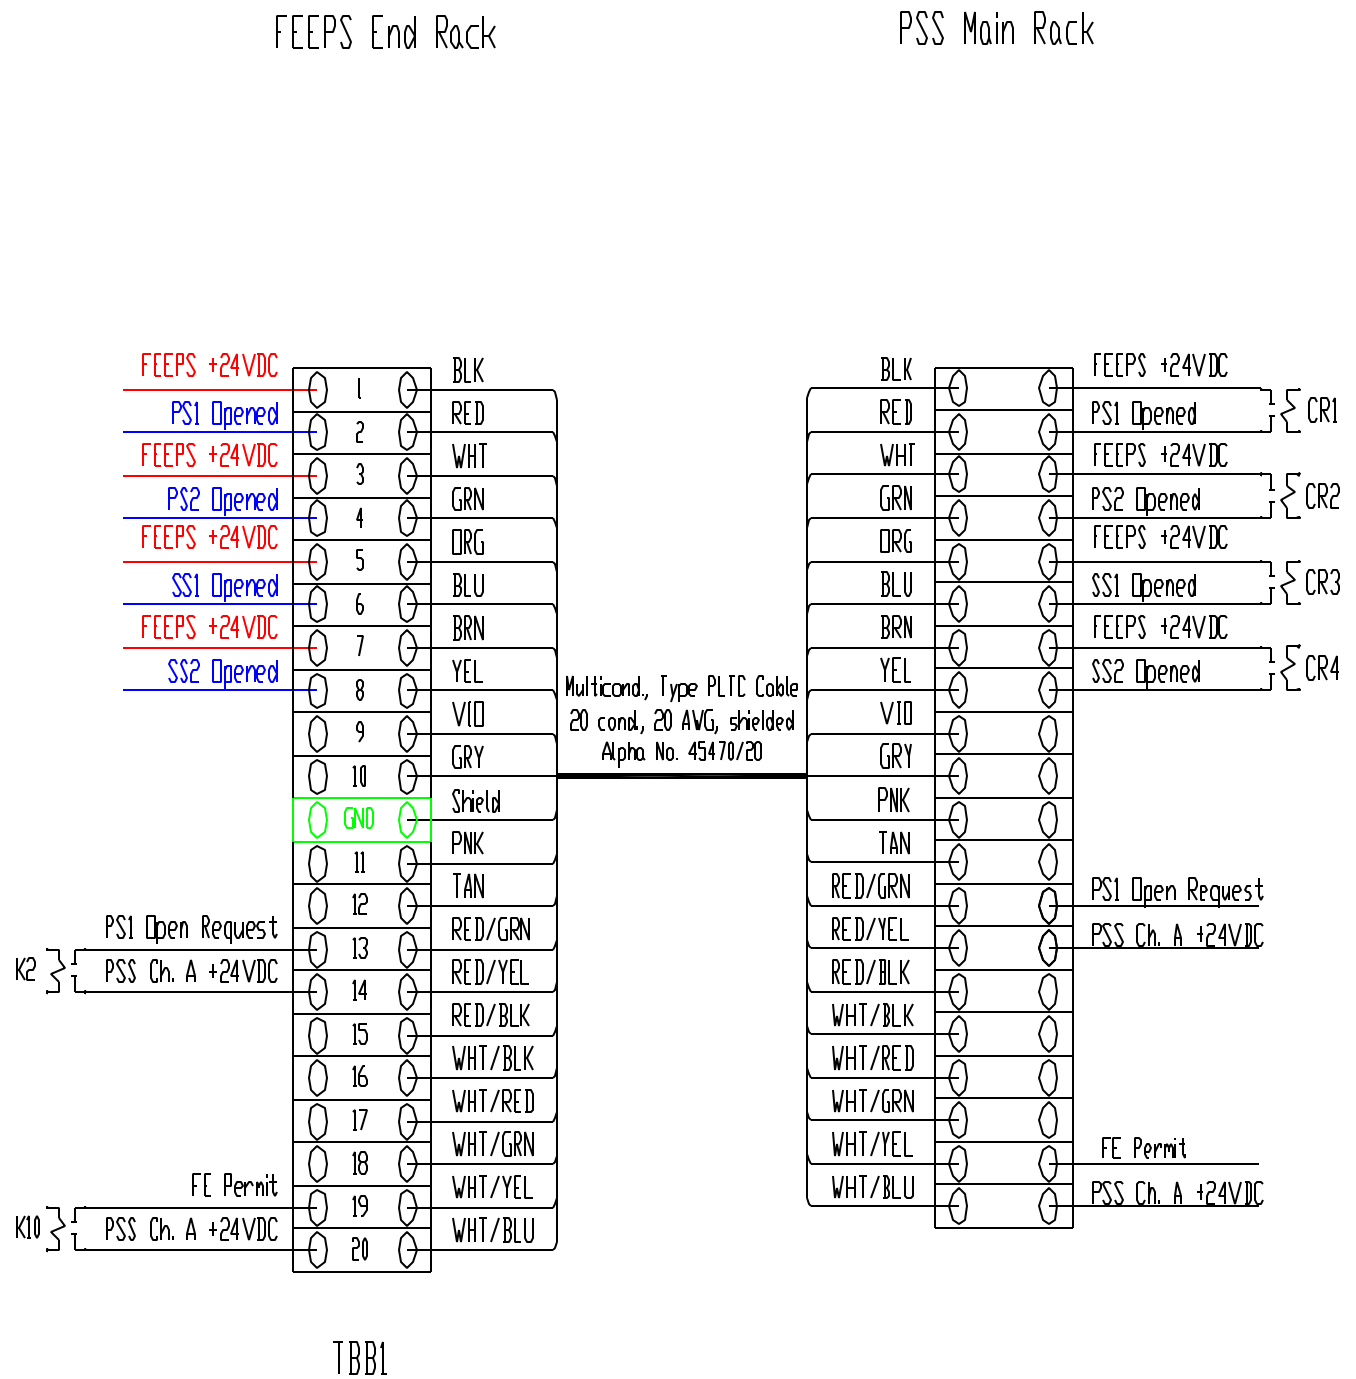 FEEPS End Rack
PSS Main Rack
FEEPS +24VDC
PS1 Opened
FEEPS +24VDC
PS2 Opened
FEEPS +24VDC
SS1 Opened
FEEPS +24VDC
SS2 Opened
K2
PS1 Open Request
PSS Ch. A +24VDC
K10
FE Permit
PSS Ch. A +24VDC
1
2
3
4
5
6
7
8
9
10
GND
11
12
13
14
15
16
17
18
19
20
TBB1
BLK
RED
WHT
GRN
ORG
BLU
BRN
YEL
VIO
GRY
Shield
PNK
TAN
RED/GRN
RED/YEL
RED/BLK
WHT/BLK
WHT/RED
WHT/GRN
WHT/YEL
WHT/BLU
Multicond., Type PLTC Cable
20 cond., 20 AWG, shielded
Alpha No. 45470/20
BLK
RED
WHT
GRN
ORG
BLU
BRN
YEL
VIO
GRY
PNK
TAN
RED/GRN
RED/YEL
RED/BLK
WHT/BLK
WHT/RED
WHT/GRN
WHT/YEL
WHT/BLU
FEEPS +24VDC
PS1 Opened
CR1
FEEPS +24VDC
PS2 Opened
CR2
FEEPS +24VDC
SS1 Opened
CR3
FEEPS +24VDC
SS2 Opened
CR4
PS1 Open Request
PSS Ch. A +24VDC
FE Permit
PSS Ch. A +24VDC